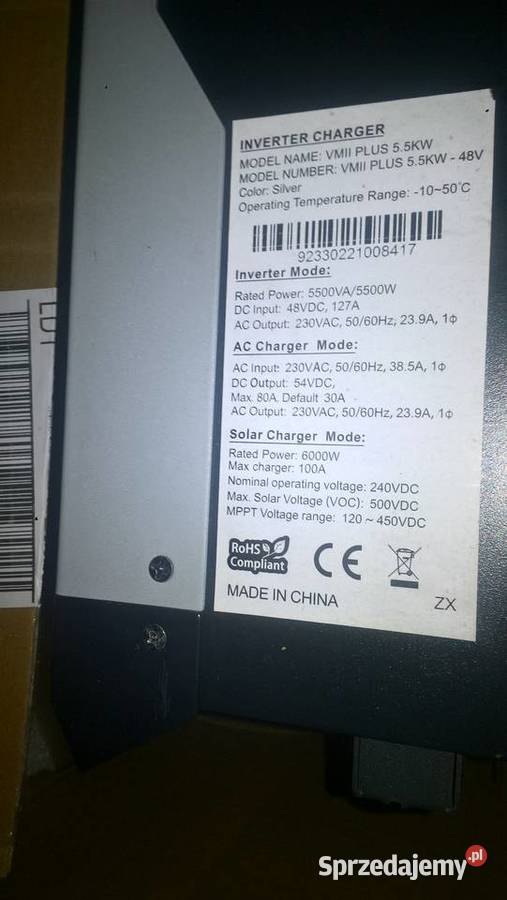 INVERTER CHARGER
MODEL NAME: VMII PLUS 5.5KW
MODEL NUMBER: VMII PLUS 5.5KW - 48V
Color: Silver
Operating Temperature Range: -10~50°C
92330221008417
Inverter Mode:
Rated Power: 5500VA/5500W
DC Input: 48VDC, 127A
AC Output: 230VAC, 50/60Hz, 23.9A, 1ф
AC Charger Mode:
AC Input: 230VAC, 50/60Hz, 38.5A, 1ф
DC Output: 54VDC,
Max. 80A. Default 30A
AC Output: 230VAC, 50/60Hz, 23.9A, 1ф
Solar Charger Mode:
Rated Power: 6000W
Max charger: 100A
Nominal operating voltage: 240VDC
Max. Solar Voltage (VOC): 500VDC
MPPT Voltage range: 120 ~ 450VDC
RoHS
Compliant
CE
MADE IN CHINA
ZX
Sprzedajemy.pl